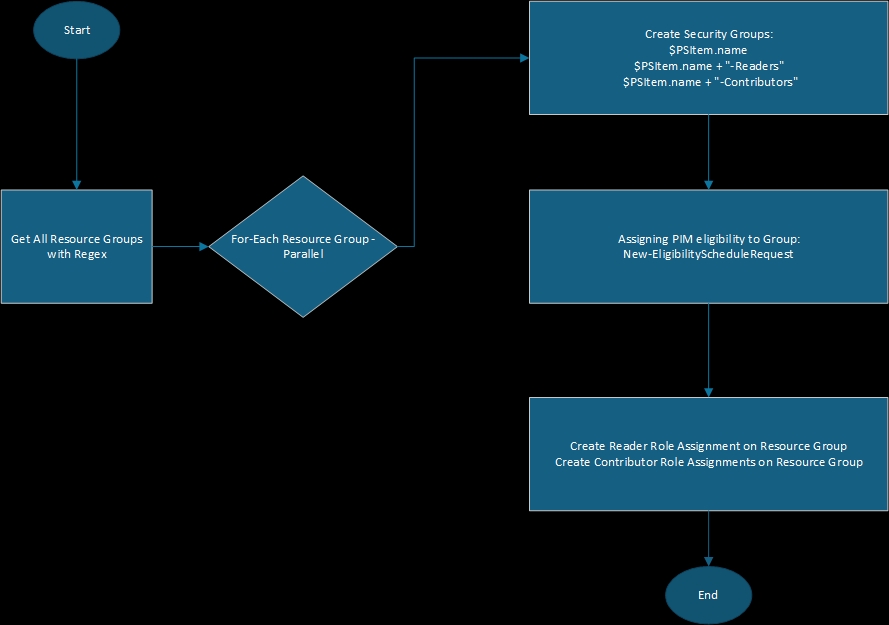 Start
Get All Resource Groups
with Regex
For-Each Resource Group -
Parallel
Create Security Groups:
$PSItem.name
$PSItem.name + "-Readers"
$PSItem.name + "-Contributors"
Assigning PIM eligibility to Group:
New-EligibilityScheduleRequest
Create Reader Role Assignment on Resource Group
Create Contributor Role Assignments on Resource Group
End